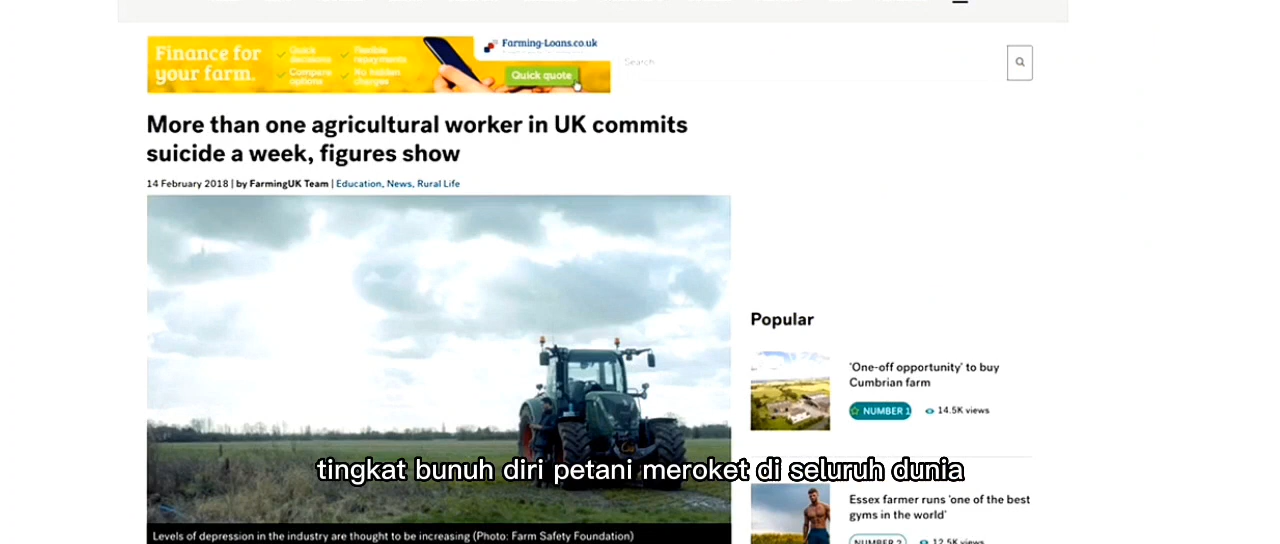 Finance for
your farm.
Quick
decisions
Flexible
repayments
Compare
options
No hidden
charges
Farming-Loans.co.uk
Quick quote
Search
More than one agricultural worker in UK commits
suicide a week, figures show
14 February 2018 | by FarmingUK Team | Education, News, Rural Life
Popular
'One-off opportunity' to buy
Cumbrian farm
NUMBER 1
14.5K views
tingkat bunuh diri petani meroket di seluruh dunia
Essex farmer runs 'one of the best
gyms in the world'
NUMBER 2
12.5K views
Levels of depression in the industry are thought to be increasing (Photo: Farm Safety Foundation)